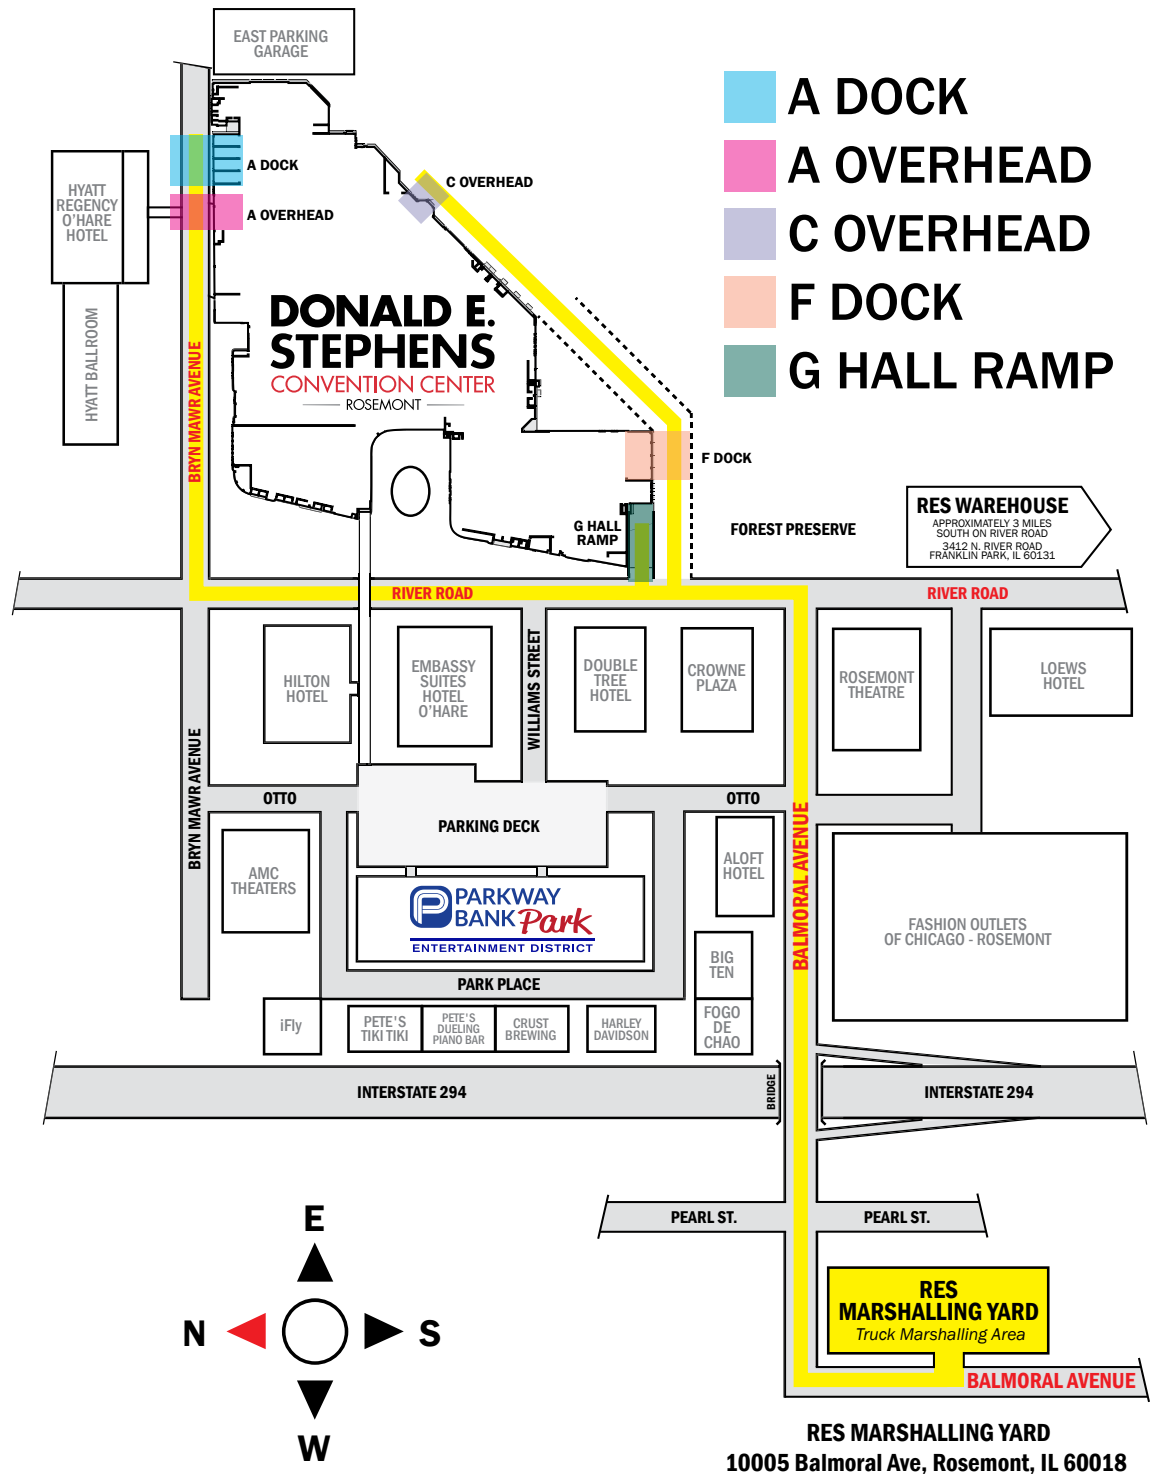 EAST PARKING
GARAGE
A DOCK
A OVERHEAD
C OVERHEAD
F DOCK
G HALL RAMP
A DOCK
A OVERHEAD
C OVERHEAD
HYATT
REGENCY
O'HARE
HOTEL
HYATT BALLROOM
BRYN MAWR AVENUE
DONALD E.
STEPHENS
CONVENTION CENTER
ROSEMONT
F DOCK
G HALL
RAMP
FOREST PRESERVE
RES WAREHOUSE
APPROXIMATELY 3 MILES
SOUTH ON RIVER ROAD
3412 N. RIVER ROAD
FRANKLIN PARK, IL 60131
RIVER ROAD
RIVER ROAD
HILTON
HOTEL
EMBASSY
SUITES
HOTEL
O'HARE
WILLIAMS STREET
DOUBLE
TREE
HOTEL
CROWNE
PLAZA
ROSEMONT
THEATRE
LOEWS
HOTEL
BRYN MAWR AVENUE
OTTO
OTTO
PARKING DECK
BALMORAL AVENUE
AMC
THEATERS
P
PARKWAY
BANK Park
ENTERTAINMENT DISTRICT
ALOFT
HOTEL
FASHION OUTLETS
OF CHICAGO - ROSEMONT
BIG
TEN
PARK PLACE
iFly
PETE'S
TIKI TIKI
PETE'S
DUELING
PIANO BAR
CRUST
BREWING
HARLEY
DAVIDSON
FOGO
DE
CHAO
INTERSTATE 294
BRIDGE
INTERSTATE 294
PEARL ST.
PEARL ST.
E
N
S
W
RES
MARSHALLING YARD
Truck Marshalling Area
BALMORAL AVENUE
RES MARSHALLING YARD
10005 Balmoral Ave, Rosemont, IL 60018